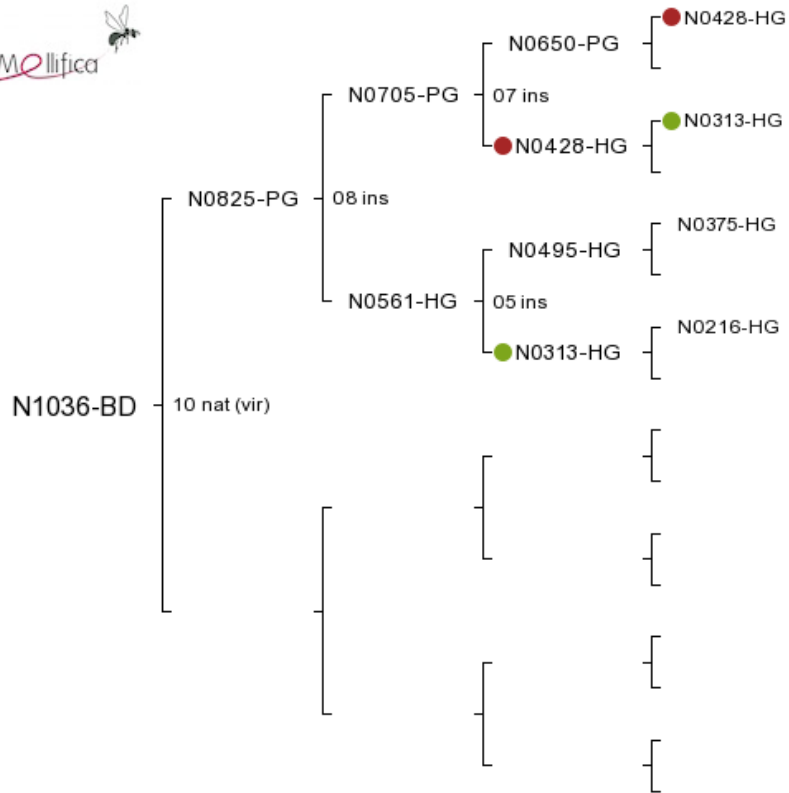 N0428-HG
N0650-PG
Mellifica
N0705-PG
07 ins
N0313-HG
N0428-HG
N0825-PG
08 ins
N0375-HG
N0495-HG
N0561-HG
05 ins
N0216-HG
N0313-HG
N1036-BD
10 nat (vir)